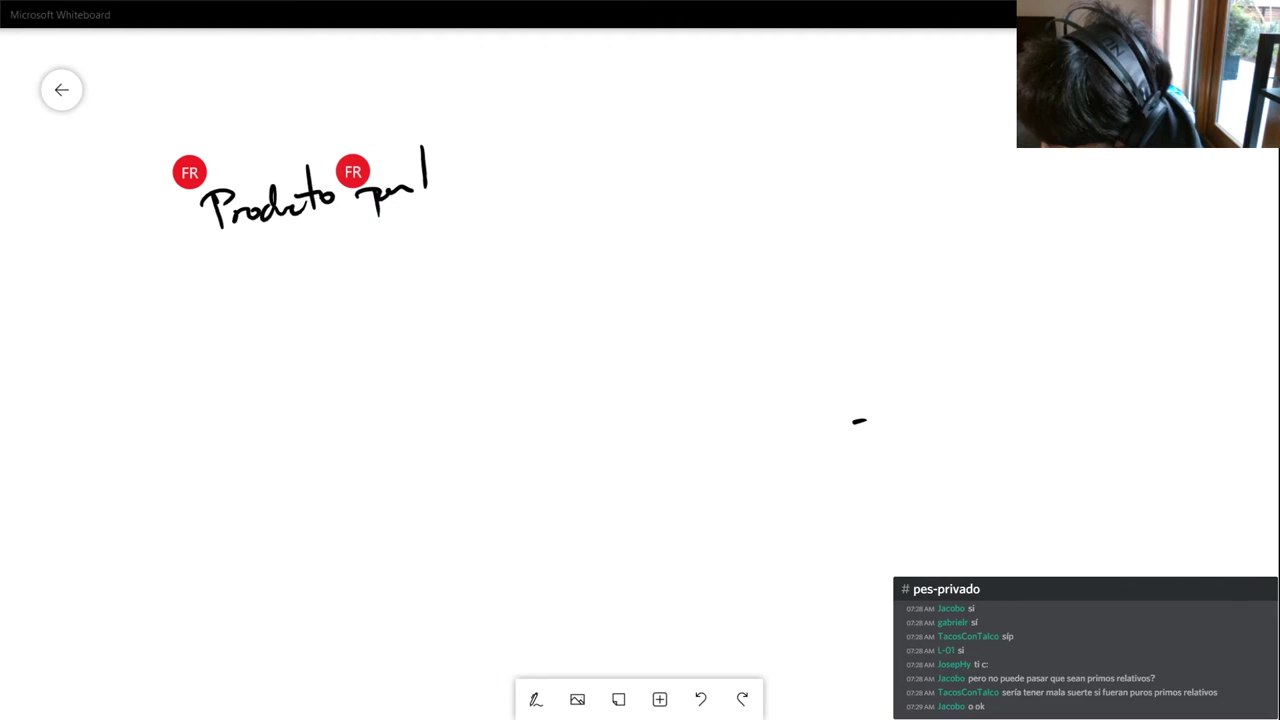 Microsoft Whiteboard
FR
FR
Producto
# pes-privado
07:28 AM Jacobo si
07:28 AM gabrielr sí
07:28 AM TacosConTalco síp
07:28 AM L-01 si
07:28 AM JosepHy ti c:
07:28 AM Jacobo pero no puede pasar que sean primos relativos?
07:28 AM TacosConTalco sería tener mala suerte si fueran puros primos relativos
07:29 AM Jacobo o ok